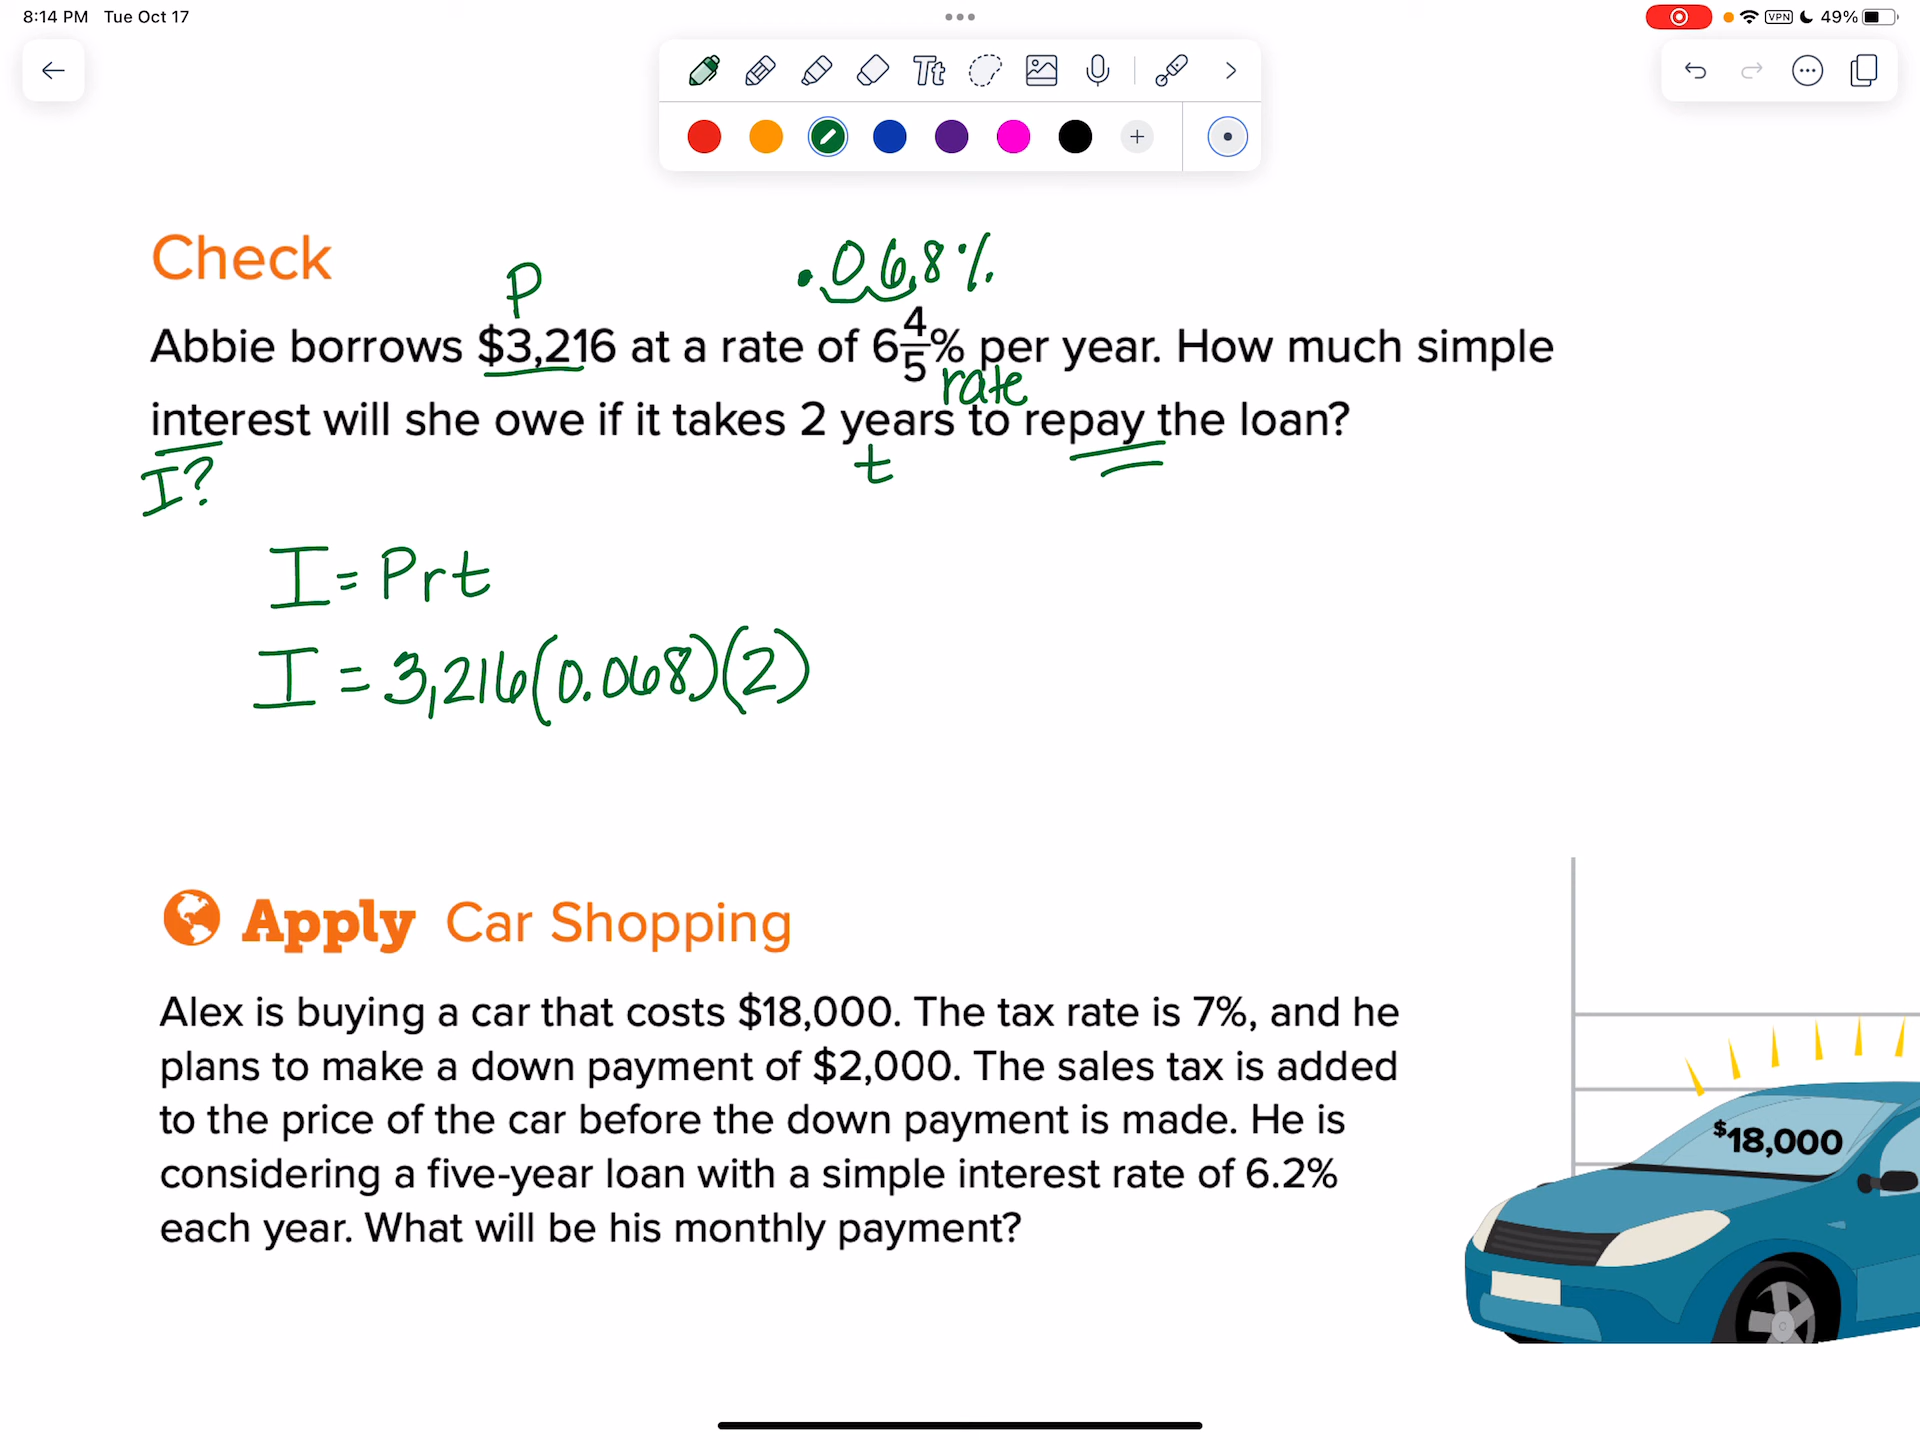 8:14 PM Tue Oct 17
VPN 49%
Tt
Check
P
.06.8%
Abbie borrows $3,216 at a rate of 6 4/5% per year. How much simple
rate
interest will she owe if it takes 2 years to repay the loan?
I?
t
I = Prt
I = 3,216(0.068)(2)
Apply Car Shopping
Alex is buying a car that costs $18,000. The tax rate is 7%, and he
plans to make a down payment of $2,000. The sales tax is added
to the price of the car before the down payment is made. He is
considering a five-year loan with a simple interest rate of 6.2%
each year. What will be his monthly payment?
$18,000